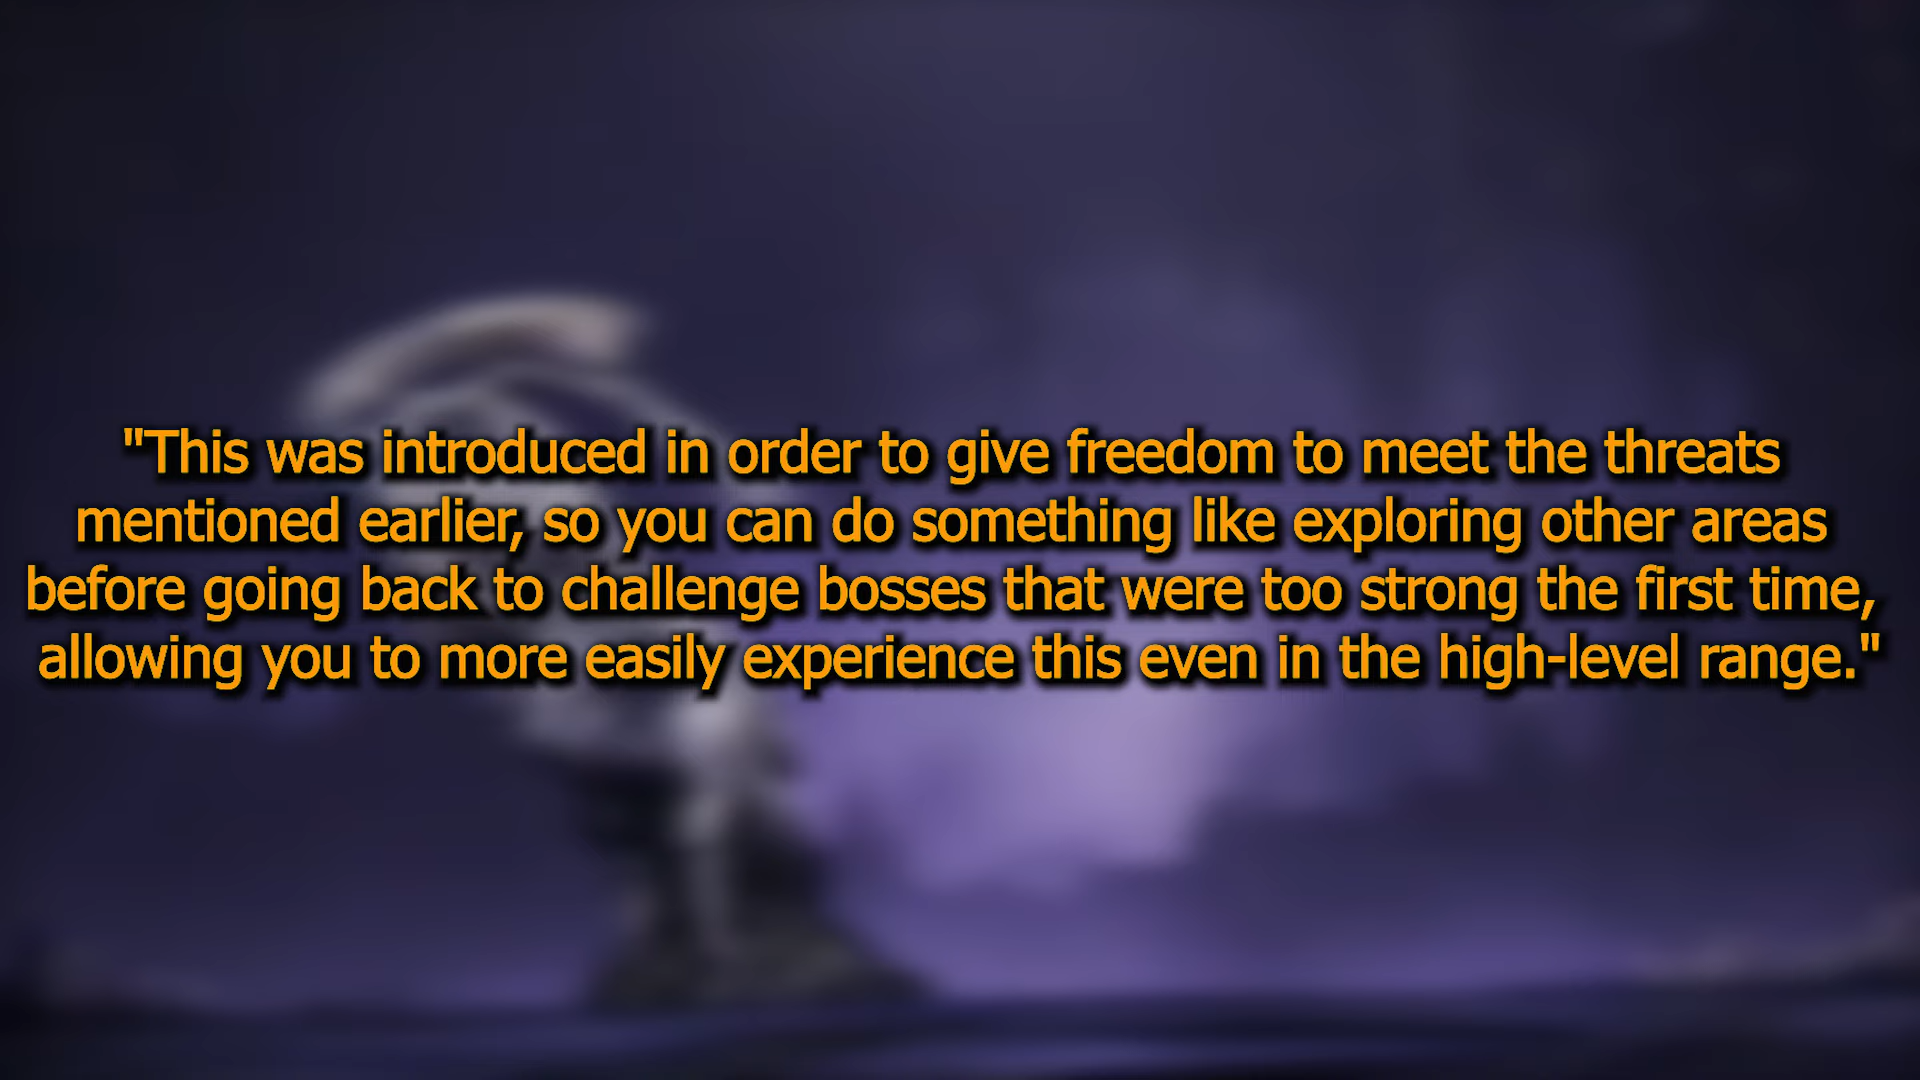 "This was introduced in order to give freedom to meet the threats
mentioned earlier, so you can do something like exploring other areas
before going back to challenge bosses that were too strong the first time,
allowing you to more easily experience this even in the high-level range."